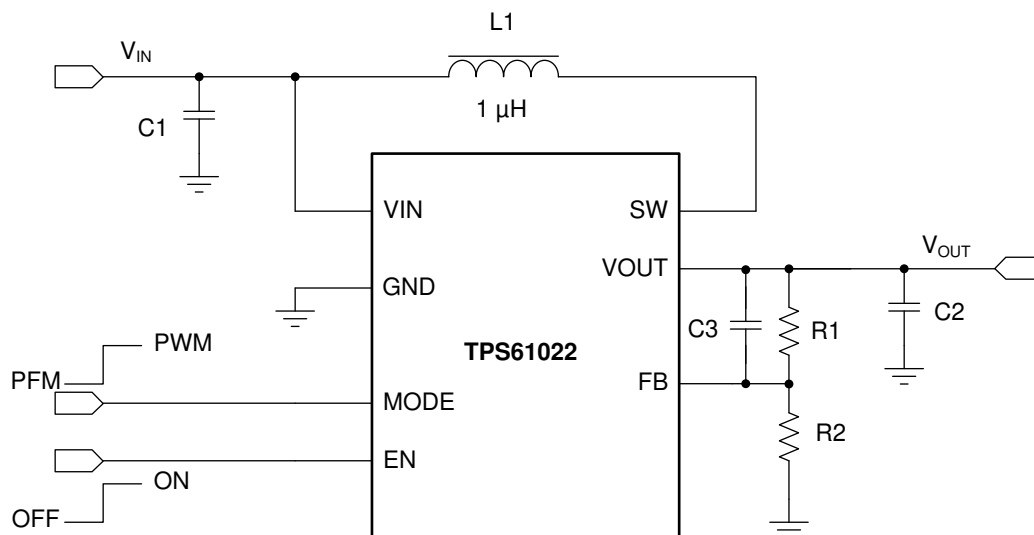 L1
V_IN
1 µH
C1
VIN
SW
V_OUT
VOUT
GND
C2
C3
R1
PWM
TPS61022
PFM
FB
MODE
R2
EN
ON
OFF